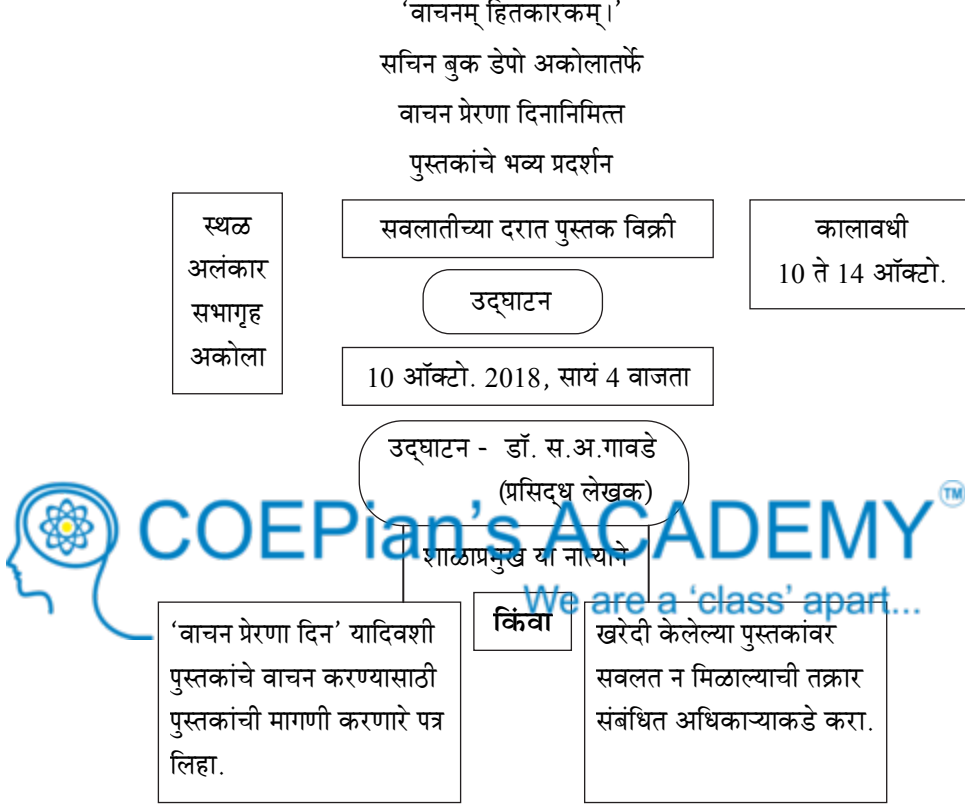 'वाचनम् हितकारकम्।'
सचिन बुक डेपो अकोलातर्फे
वाचन प्रेरणा दिनानिमित्त
पुस्तकांचे भव्य प्रदर्शन
स्थळ
अलंकार
सभागृह
अकोला
सवलतीच्या दरात पुस्तक विक्री
कालावधी
10 ते 14 ऑक्टो.
उद्‌घाटन
10 ऑक्टो. 2018, सायं 4 वाजता
उद्‌घाटन - डॉ. स.अ.गावडे
(प्रसिद्ध लेखक)
COEPian's ACADEMY™
We are a 'class' apart...
शाळाप्रमुख या नात्याने
किंवा
'वाचन प्रेरणा दिन' यादिवशी
पुस्तकांचे वाचन करण्यासाठी
पुस्तकांची मागणी करणारे पत्र
लिहा.
खरेदी केलेल्या पुस्तकांवर
सवलत न मिळाल्याची तक्रार
संबंधित अधिकाऱ्याकडे करा.